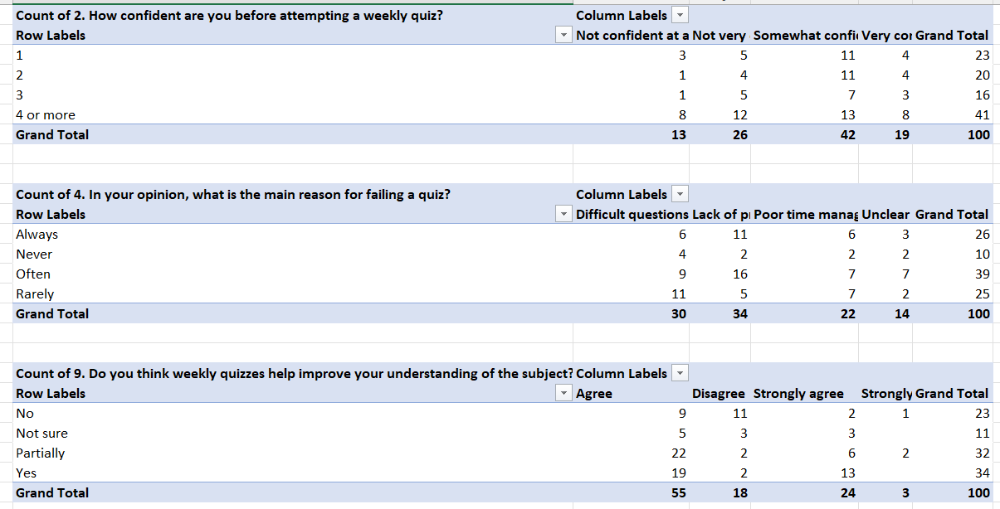 Count of 2. How confident are you before attempting a weekly quiz? Column Labels
Row Labels Not confident at a Not very Somewhat confi Very cor Grand Total
1 3 5 11 4 23
2 1 4 11 4 20
3 1 5 7 3 16
4 or more 8 12 13 8 41
Grand Total 13 26 42 19 100
Count of 4. In your opinion, what is the main reason for failing a quiz? Column Labels
Row Labels Difficult questions Lack of pr Poor time manag Unclear Grand Total
Always 6 11 6 3 26
Never 4 2 2 2 10
Often 9 16 7 7 39
Rarely 11 5 7 2 25
Grand Total 30 34 22 14 100
Count of 9. Do you think weekly quizzes help improve your understanding of the subject? Column Labels
Row Labels Agree Disagree Strongly agree Strongly Grand Total
No 9 11 2 1 23
Not sure 5 3 3 11
Partially 22 2 6 2 32
Yes 19 2 13 34
Grand Total 55 18 24 3 100